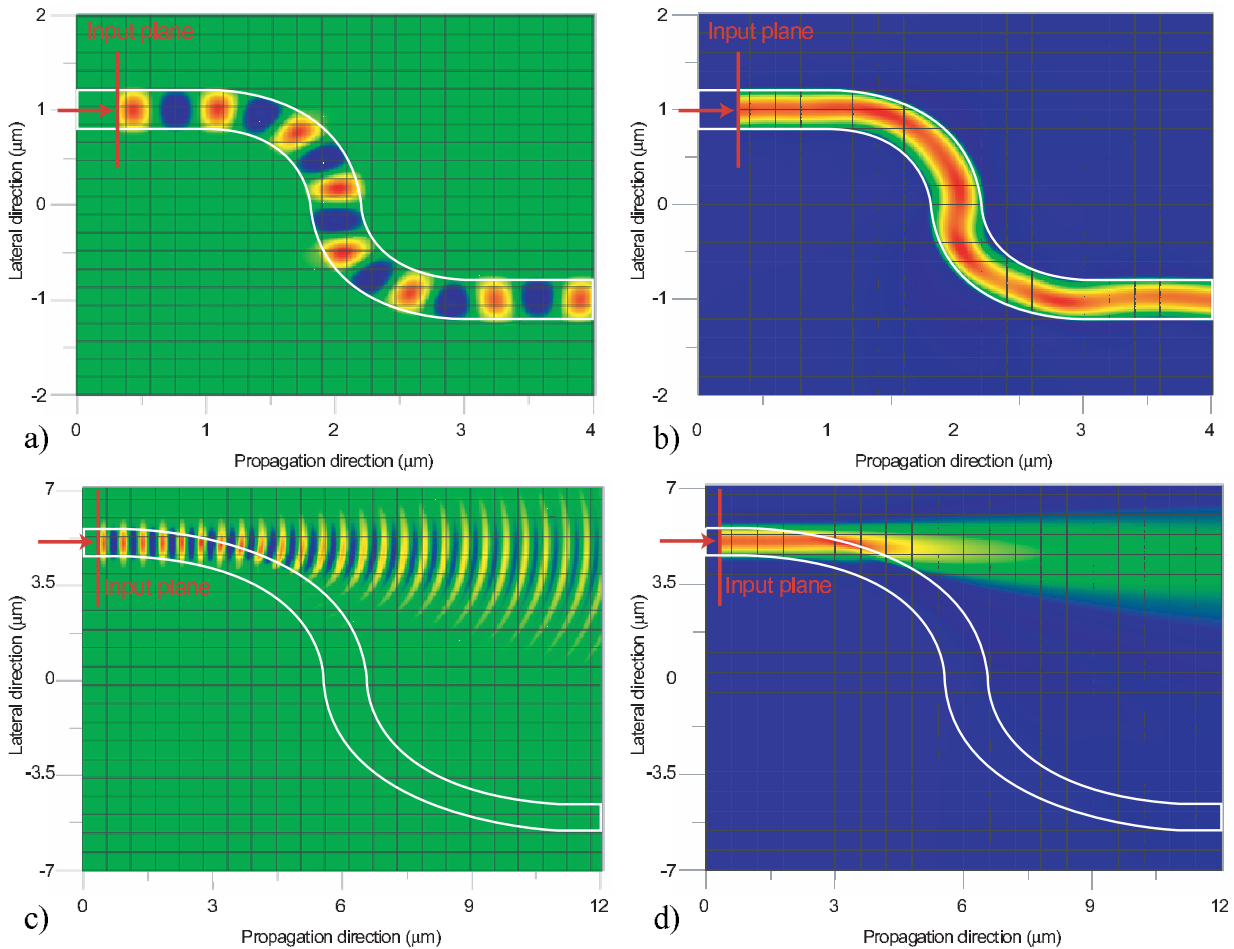 2
1
0
-1
-2
Lateral direction (μm)
Input plane
0 1 2 3 4
a)
Propagation direction (μm)
2
1
0
-1
-2
Lateral direction (μm)
Input plane
0 1 2 3 4
b)
Propagation direction (μm)
7
3.5
0
-3.5
-7
Lateral direction (μm)
Input plane
0 3 6 9 12
c)
Propagation direction (μm)
7
3.5
0
-3.5
-7
Lateral direction (μm)
Input plane
0 3 6 9 12
d)
Propagation direction (μm)